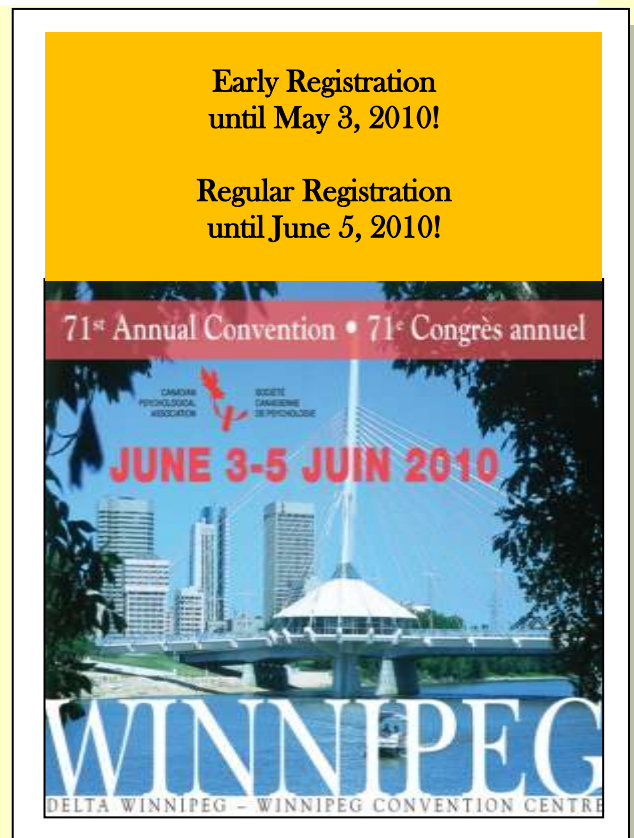 Early Registration
until May 3, 2010!
Regular Registration
until June 5, 2010!
71st Annual Convention • 71e Congrès annuel
CANADIAN
PSYCHOLOGICAL
ASSOCIATION
SOCIÉTÉ
CANADIENNE
DE PSYCHOLOGIE
JUNE 3-5 JUIN 2010
WINNIPEG
DELTA WINNIPEG – WINNIPEG CONVENTION CENTRE